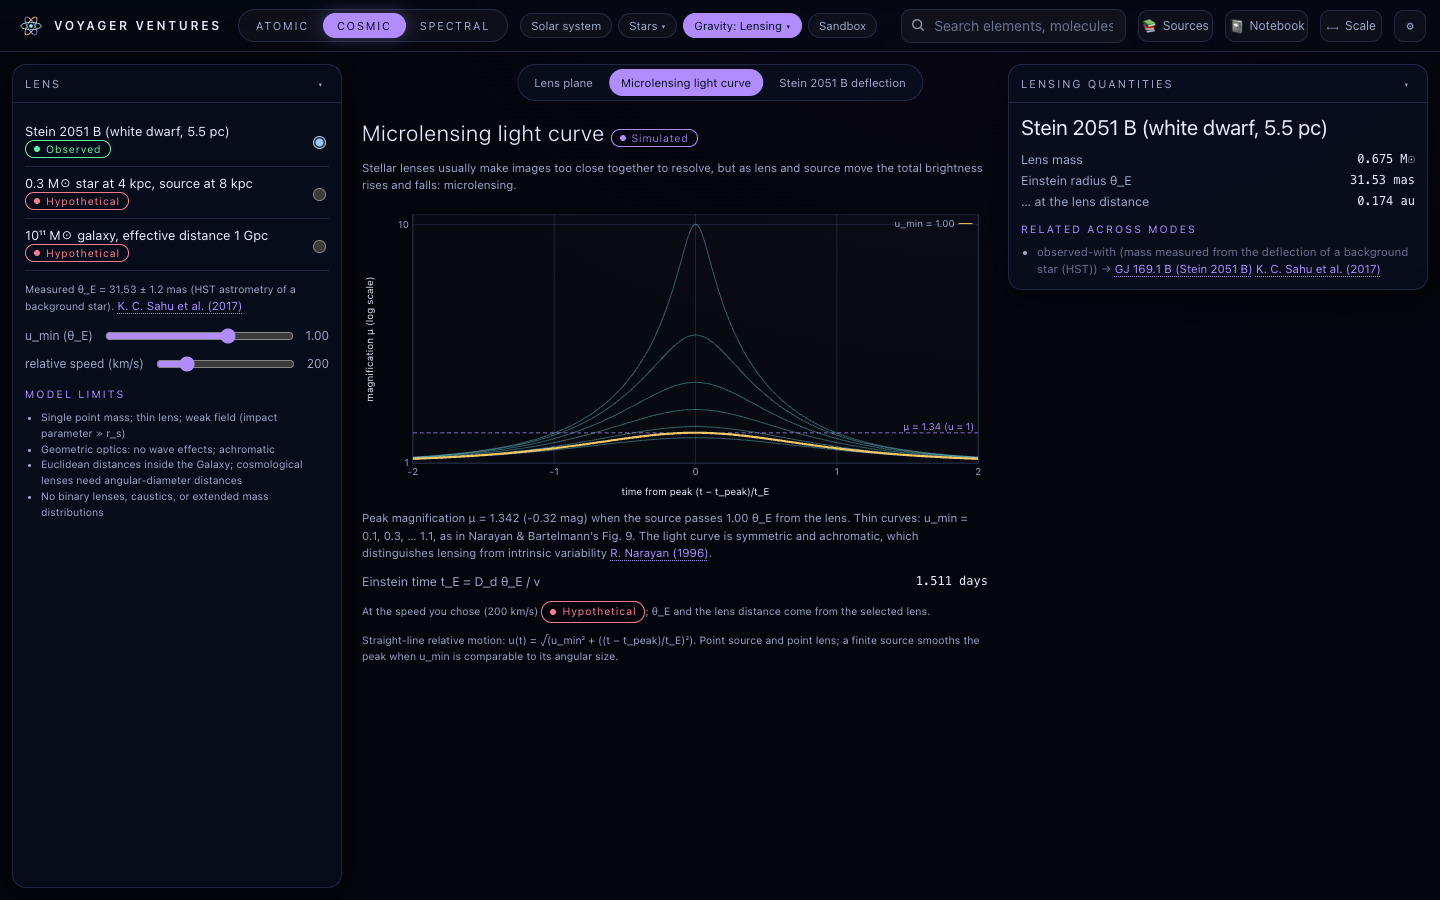 VOYAGER VENTURES
ATOMIC COSMIC SPECTRAL
Solar system Stars ▾ Gravity: Lensing ▾ Sandbox
Search elements, molecules
Sources Notebook Scale
LENS
Stein 2051 B (white dwarf, 5.5 pc)
Observed
0.3 M☉ star at 4 kpc, source at 8 kpc
Hypothetical
10¹¹ M☉ galaxy, effective distance 1 Gpc
Hypothetical
Measured θ_E = 31.53 ± 1.2 mas (HST astrometry of a
background star). K. C. Sahu et al. (2017)
u_min (θ_E) 1.00
relative speed (km/s) 200
MODEL LIMITS
• Single point mass; thin lens; weak field (impact
parameter » r_s)
• Geometric optics: no wave effects; achromatic
• Euclidean distances inside the Galaxy; cosmological
lenses need angular-diameter distances
• No binary lenses, caustics, or extended mass
distributions
Lens plane Microlensing light curve Stein 2051 B deflection
Microlensing light curve Simulated
Stellar lenses usually make images too close together to resolve, but as lens and source move the total brightness
rises and falls: microlensing.
10
u_min = 1.00
magnification μ (log scale)
μ = 1.34 (u = 1)
1
-2 -1 0 1 2
time from peak (t − t_peak)/t_E
Peak magnification μ = 1.342 (-0.32 mag) when the source passes 1.00 θ_E from the lens. Thin curves: u_min =
0.1, 0.3, … 1.1, as in Narayan & Bartelmann's Fig. 9. The light curve is symmetric and achromatic, which
distinguishes lensing from intrinsic variability R. Narayan (1996).
Einstein time t_E = D_d θ_E / v 1.511 days
At the speed you chose (200 km/s) Hypothetical; θ_E and the lens distance come from the selected lens.
Straight-line relative motion: u(t) = √(u_min² + ((t − t_peak)/t_E)²). Point source and point lens; a finite source smooths the
peak when u_min is comparable to its angular size.
LENSING QUANTITIES
Stein 2051 B (white dwarf, 5.5 pc)
Lens mass 0.675 M☉
Einstein radius θ_E 31.53 mas
… at the lens distance 0.174 au
RELATED ACROSS MODES
• observed-with (mass measured from the deflection of a background
star (HST)) → GJ 169.1 B (Stein 2051 B) K. C. Sahu et al. (2017)